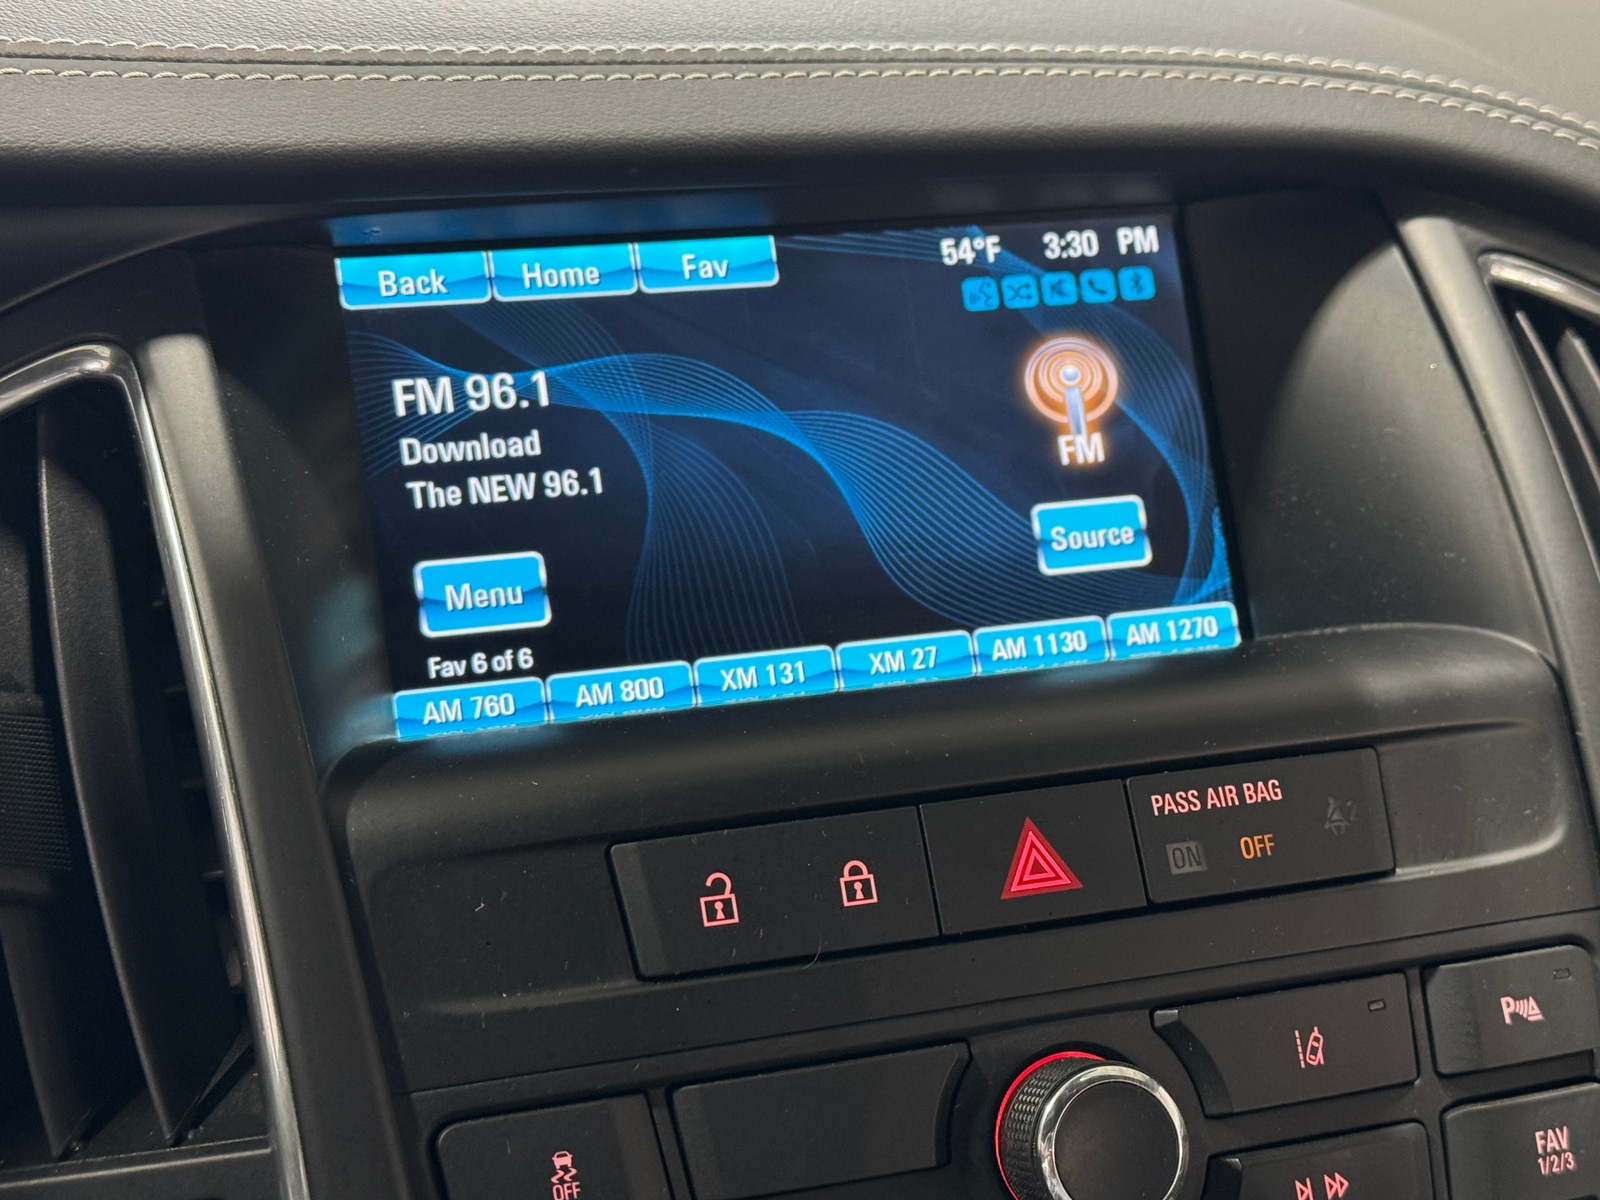 Back Home Fav 54°F 3:30 PM
FM 96.1
Download
The NEW 96.1
FM
Source
Menu
Fav 6 of 6
AM 760 AM 800 XM 131 XM 27 AM 1130 AM 1270
PASS AIR BAG
ON OFF
2
P
OFF
FAV
1/2/3